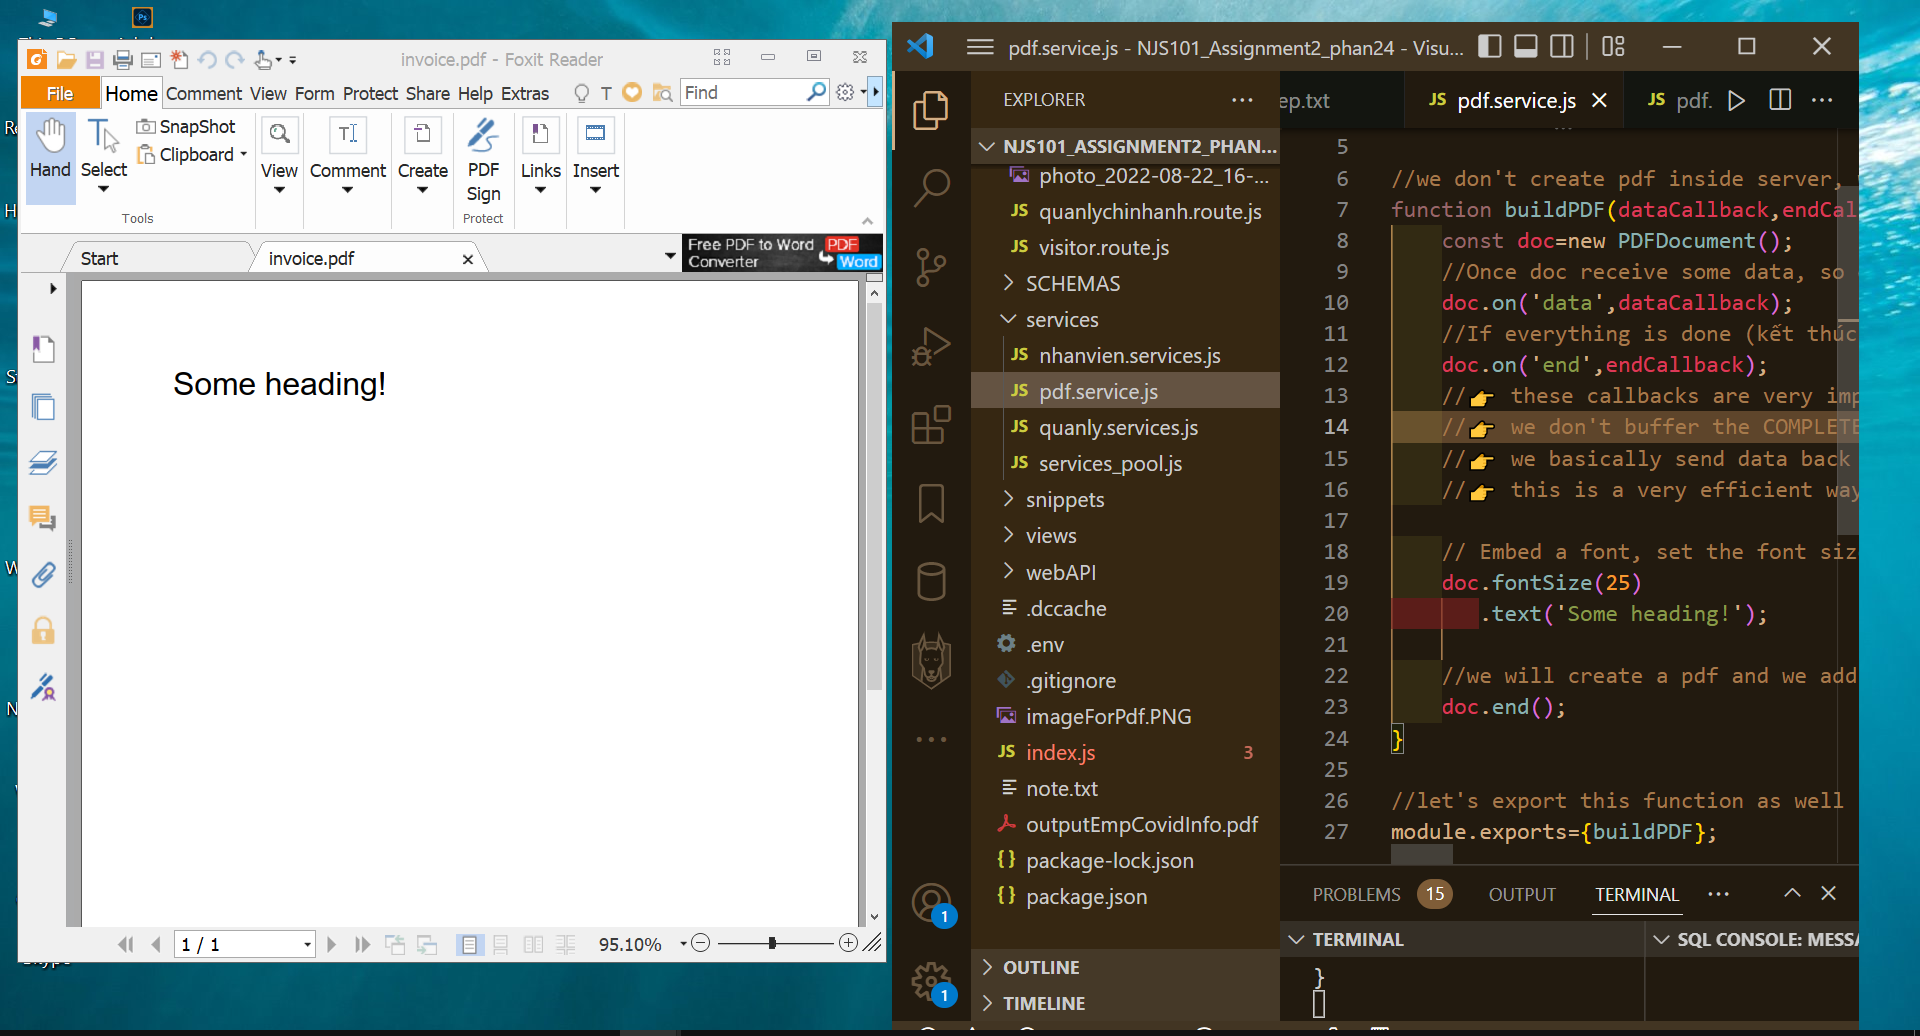 invoice.pdf - Foxit Reader
File Home Comment View Form Protect Share Help Extras Find
Hand
Select
SnapShot
Clipboard
Tools
View
Comment
Create
PDF
Sign
Protect
Links
Insert
Start
invoice.pdf
Free PDF to Word
Converter
PDF
Word
Some heading!
1 / 1
95.10%
pdf.service.js - NJS101_Assignment2_phan24 - Visu...
EXPLORER
NJS101_ASSIGNMENT2_PHAN...
photo_2022-08-22_16-...
JS quanlychinhanh.route.js
JS visitor.route.js
SCHEMAS
services
JS nhanvien.services.js
JS pdf.service.js
JS quanly.services.js
JS services_pool.js
snippets
views
webAPI
.dccache
.env
.gitignore
imageForPdf.PNG
JS index.js 3
note.txt
outputEmpCovidInfo.pdf
{} package-lock.json
{} package.json
OUTLINE
TIMELINE
1
1
ep.txt
JS pdf.service.js
JS pdf.
5
6 //we don't create pdf inside server,
7 function buildPDF(dataCallback,endCal
8 const doc=new PDFDocument();
9 //Once doc receive some data, so
10 doc.on('data',dataCallback);
11 //If everything is done (kết thúc
12 doc.on('end',endCallback);
13 //👉 these callbacks are very imp
14 //👉 we don't buffer the COMPLETE
15 //👉 we basically send data back
16 //👉 this is a very efficient way
17
18 // Embed a font, set the font siz
19 doc.fontSize(25)
20 .text('Some heading!');
21
22 //we will create a pdf and we add
23 doc.end();
24 }
25
26 //let's export this function as well
27 module.exports={buildPDF};
PROBLEMS 15 OUTPUT TERMINAL
TERMINAL
SQL CONSOLE: MESSA
}